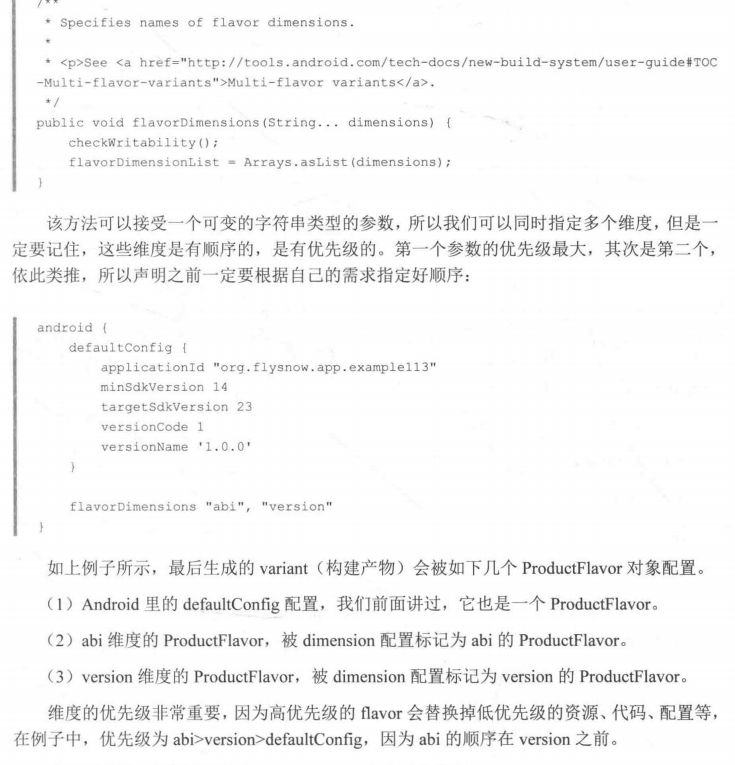 /**
* Specifies names of flavor dimensions.
*
* <p>See <a href="http://tools.android.com/tech-docs/new-build-system/user-guide#TOC
-Multi-flavor-variants">Multi-flavor variants</a>.
*/
public void flavorDimensions(String... dimensions) {
checkWritability();
flavorDimensionList = Arrays.asList(dimensions);
}
该方法可以接受一个可变的字符串类型的参数，所以我们可以同时指定多个维度，但是一
定要记住，这些维度是有顺序的，是有优先级的。第一个参数的优先级最大，其次是第二个，
依此类推，所以声明之前一定要根据自己的需求指定好顺序：
android {
defaultConfig {
applicationId "org.flysnow.app.example113"
minSdkVersion 14
targetSdkVersion 23
versionCode 1
versionName '1.0.0'
}
flavorDimensions "abi", "version"
}
如上例子所示，最后生成的 variant（构建产物）会被如下几个 ProductFlavor 对象配置。
（1）Android 里的 defaultConfig 配置，我们前面讲过，它也是一个 ProductFlavor。
（2）abi 维度的 ProductFlavor，被 dimension 配置标记为 abi 的 ProductFlavor。
（3）version 维度的 ProductFlavor，被 dimension 配置标记为 version 的 ProductFlavor。
维度的优先级非常重要，因为高优先级的 flavor 会替换掉低优先级的资源、代码、配置等，
在例子中，优先级为 abi>version>defaultConfig，因为 abi 的顺序在 version 之前。